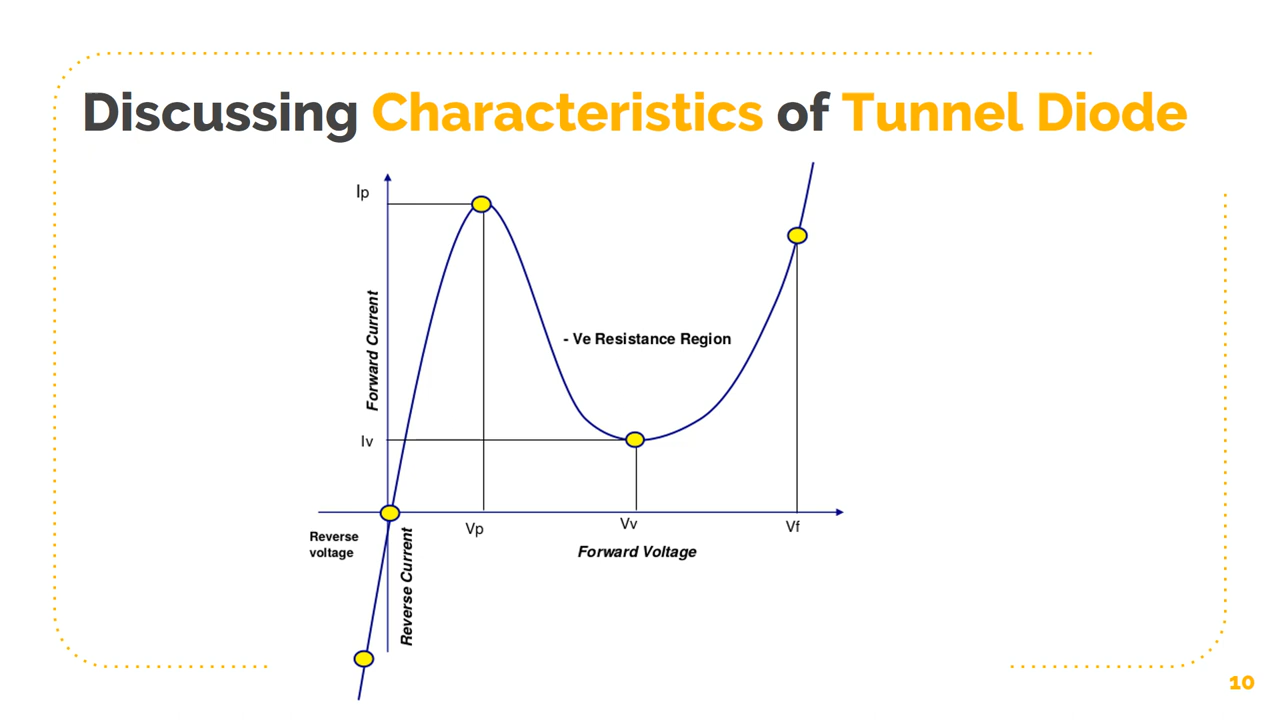 Discussing Characteristics of Tunnel Diode
Ip
Forward Current
- Ve Resistance Region
Iv
Vp
Vv
Vf
Reverse
voltage
Reverse Current
Forward Voltage
10